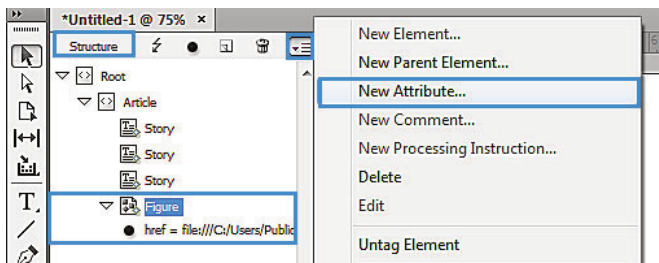 *Untitled-1 @ 75% ×
Structure
Root
Article
Story
Story
Story
Figure
href = file:///C:/Users/Public
New Element...
New Parent Element...
New Attribute...
New Comment...
New Processing Instruction...
Delete
Edit
Untag Element
6